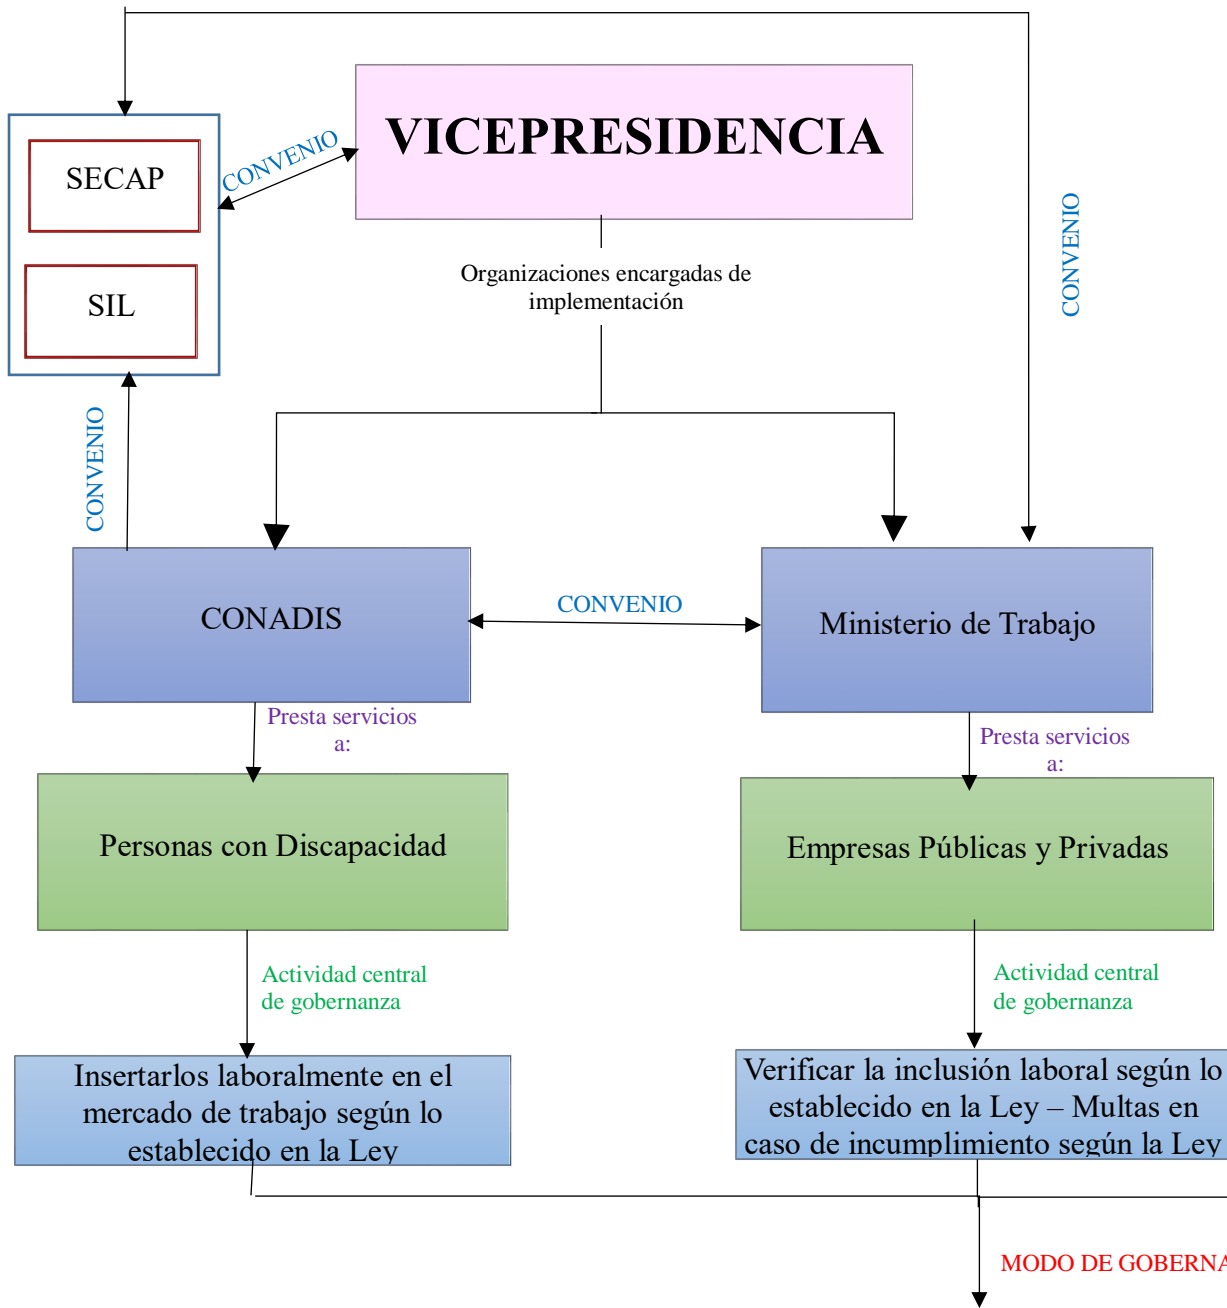 VICEPRESIDENCIA
CONVENIO
SECAP
SIL
CONVENIO
Organizaciones encargadas de
implementación
CONVENIO
CONADIS
CONVENIO
Ministerio de Trabajo
Presta servicios
a:
Presta servicios
a:
Personas con Discapacidad
Empresas Públicas y Privadas
Actividad central
de gobernanza
Actividad central
de gobernanza
Insertarlos laboralmente en el
mercado de trabajo según lo
establecido en la Ley
Verificar la inclusión laboral según lo
establecido en la Ley – Multas en
caso de incumplimiento según la Ley
MODO DE GOBERNA